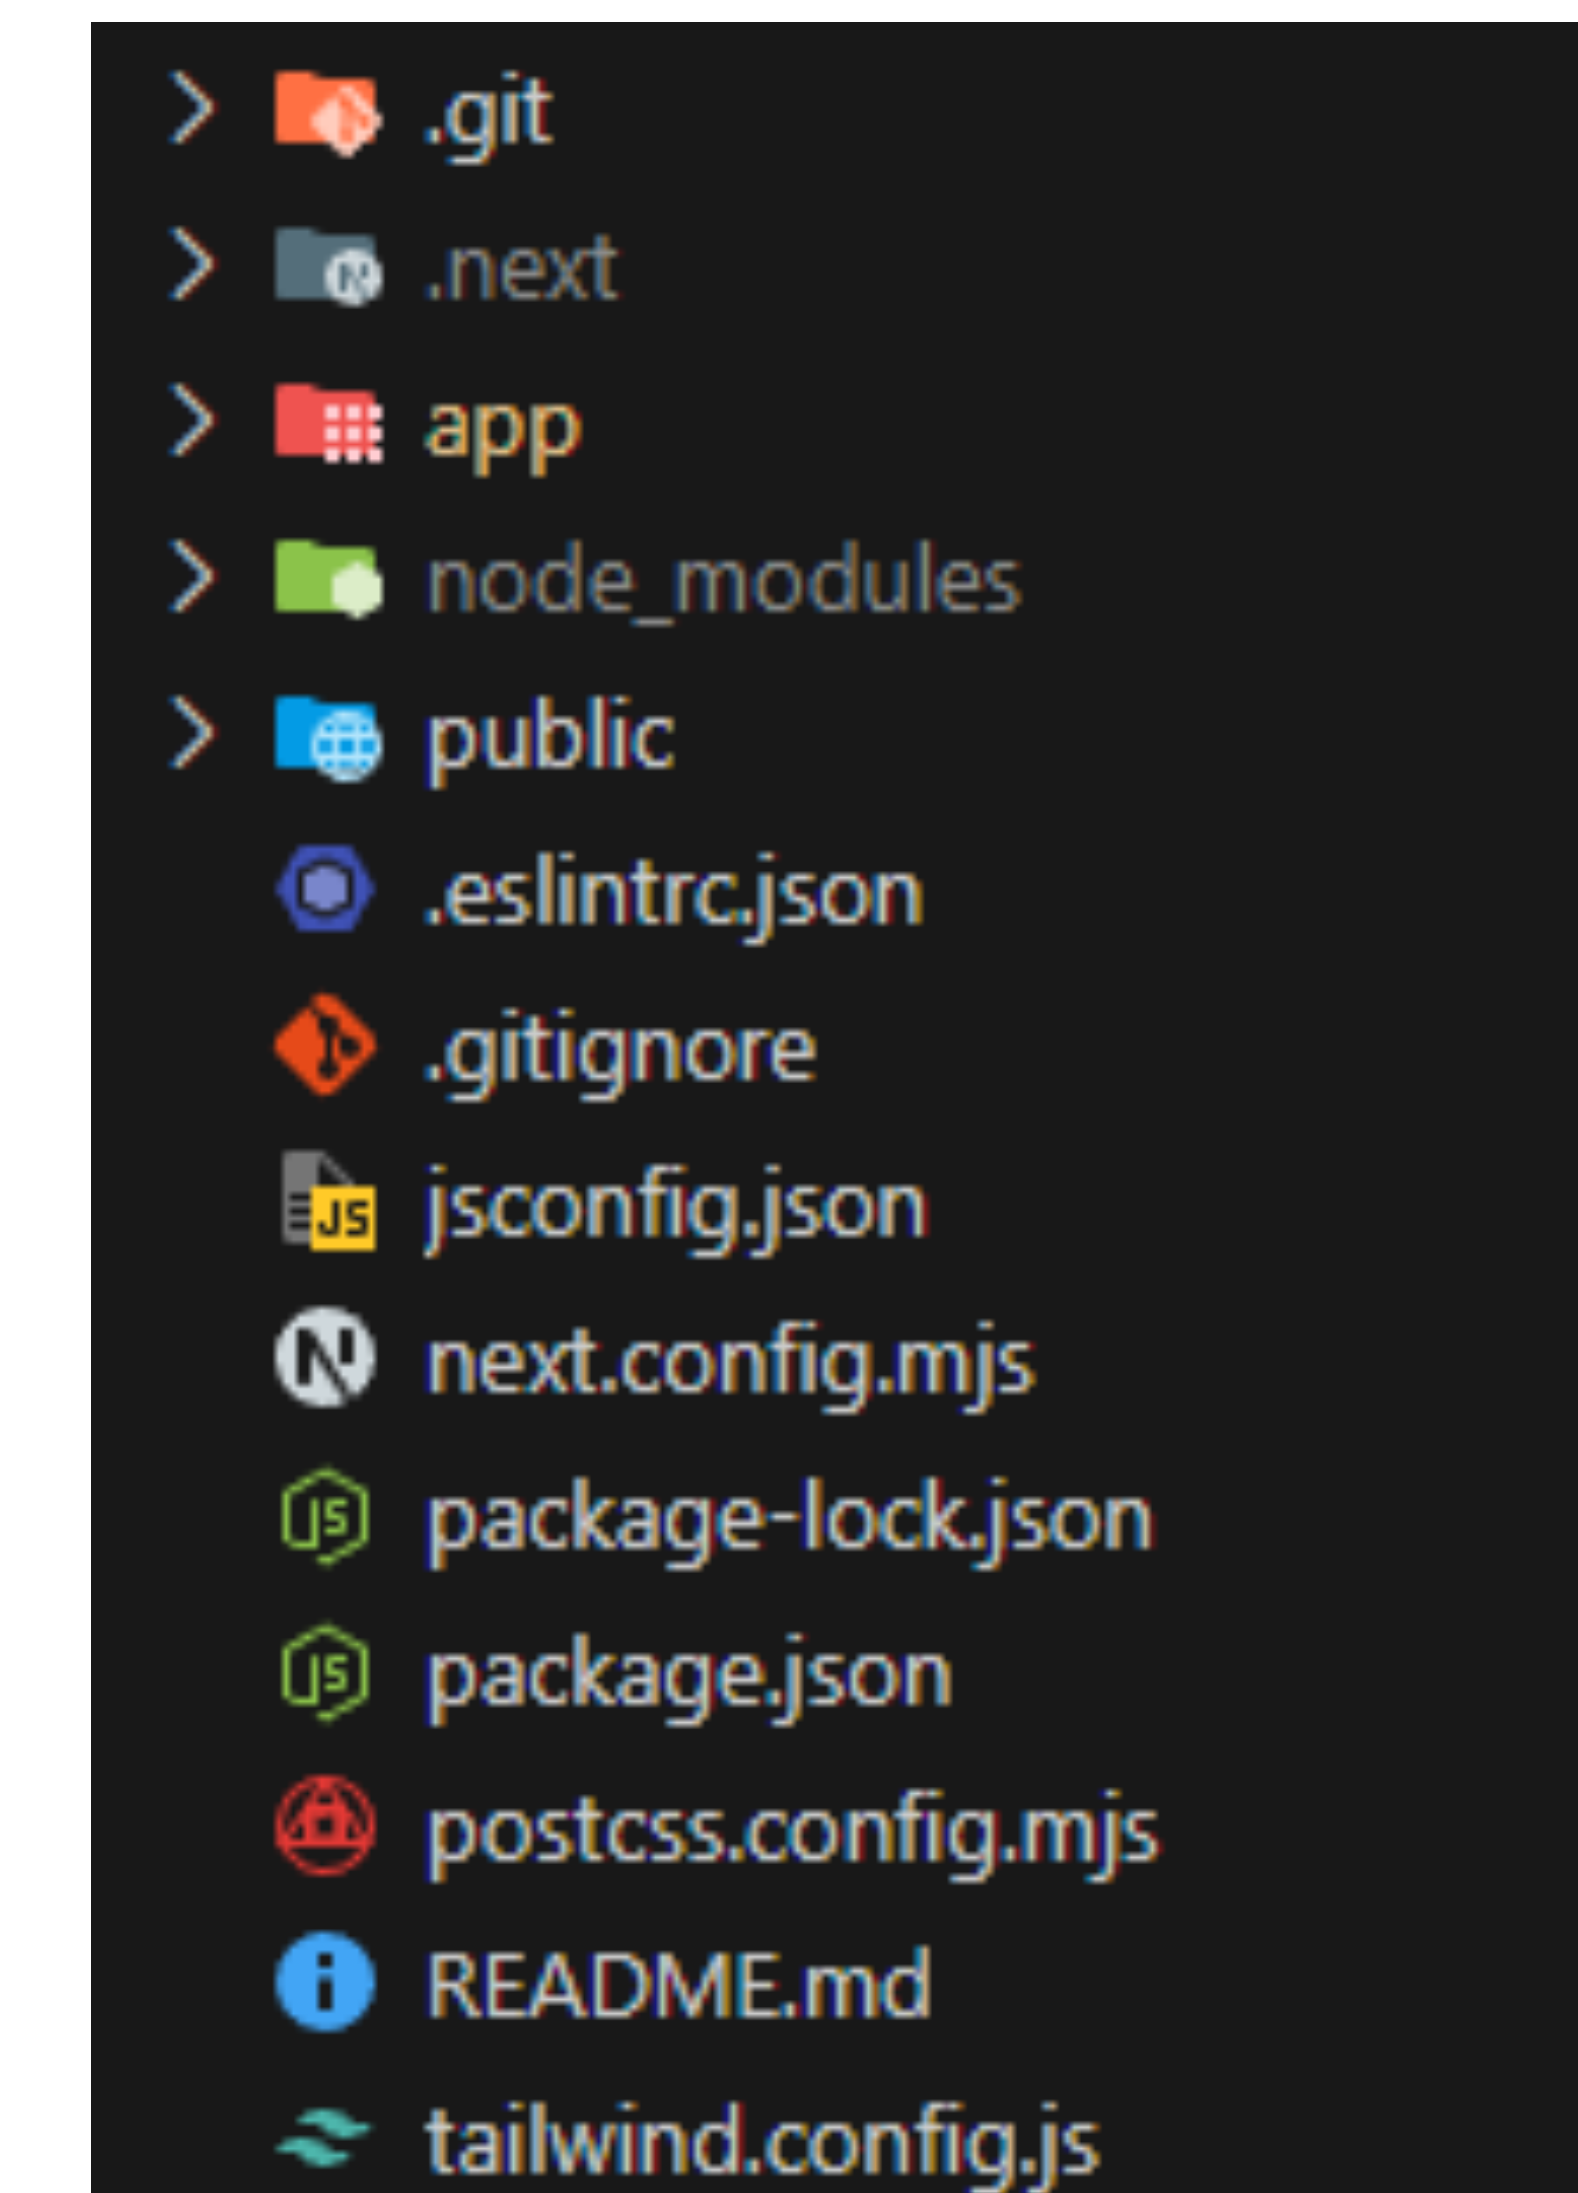 .git
.next
app
node_modules
public
.eslintrc.json
.gitignore
jsconfig.json
next.config.mjs
package-lock.json
package.json
postcss.config.mjs
README.md
tailwind.config.js